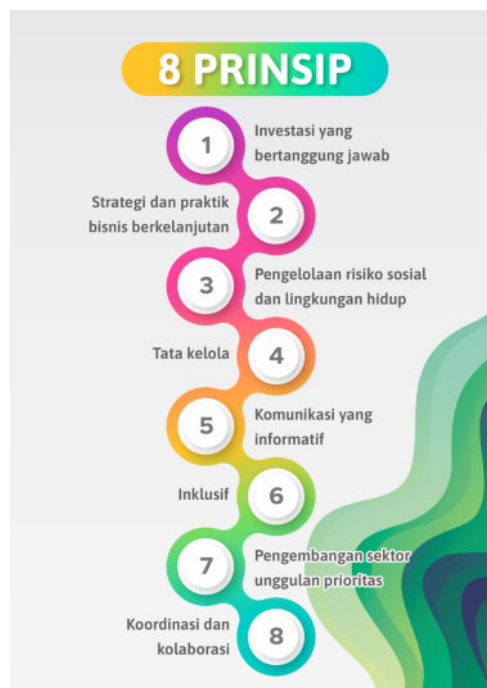 8 PRINSIP
1
Investasi yang
bertanggung jawab
Strategi dan praktik
bisnis berkelanjutan
2
3
Pengelolaan risiko sosial
dan lingkungan hidup
Tata kelola
4
5
Komunikasi yang
informatif
Inklusif
6
7
Pengembangan sektor
unggulan prioritas
Koordinasi dan
kolaborasi
8